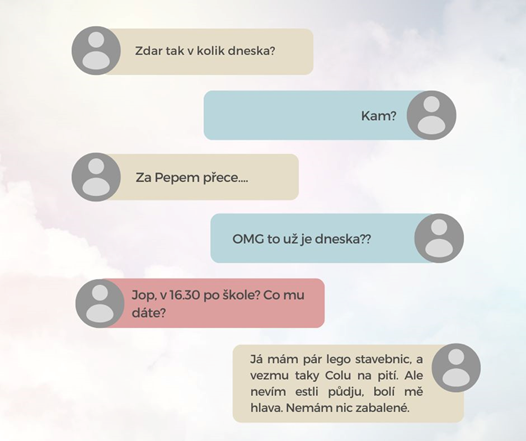 Zdar tak v kolik dneska?
Kam?
Za Pepem přece....
OMG to už je dneska??
Jop, v 16.30 po škole? Co mu
dáte?
Já mám pár lego stavebnic, a
vezmu taky Colu na pití. Ale
nevím estli půdju, bolí mě
hlava. Nemám nic zabalené.